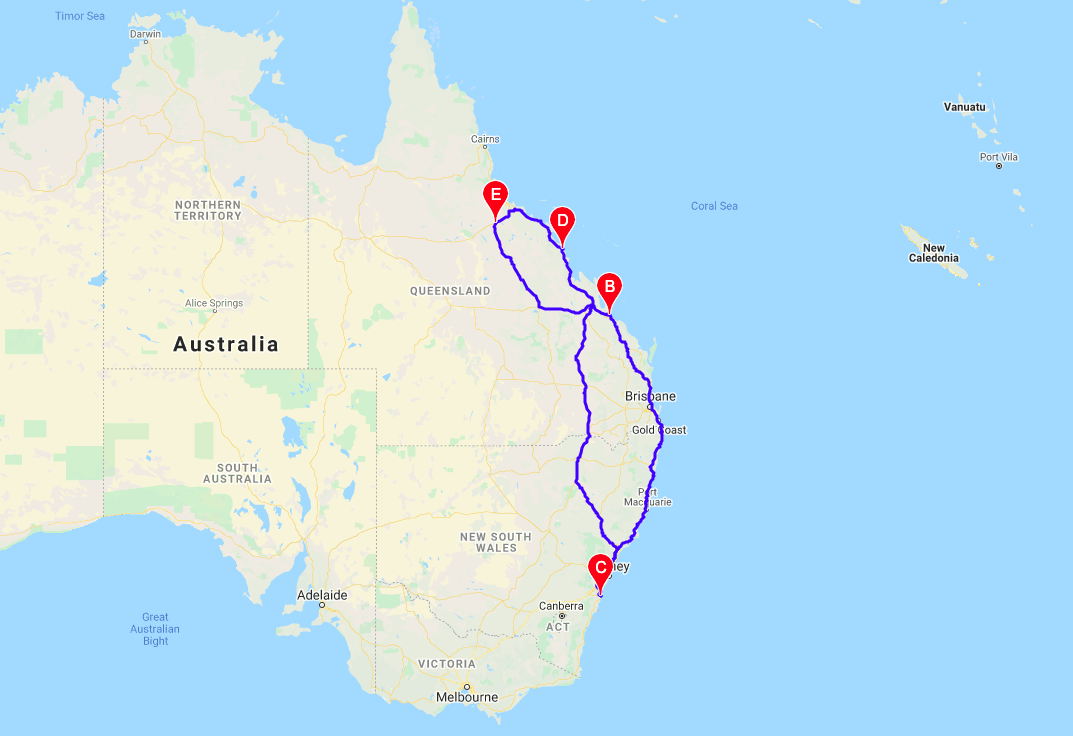 Timor Sea
Darwin
Vanuatu
Cairns
Port Vila
E
NORTHERN
TERRITORY
Coral Sea
D
New
Caledonia
QUEENSLAND
B
Alice Springs
Australia
Brisbane
Gold Coast
SOUTH
AUSTRALIA
Port
Macquarie
NEW SOUTH
WALES
C
ney
Adelaide
Canberra
ACT
Great
Australian
Bight
VICTORIA
Melbourne